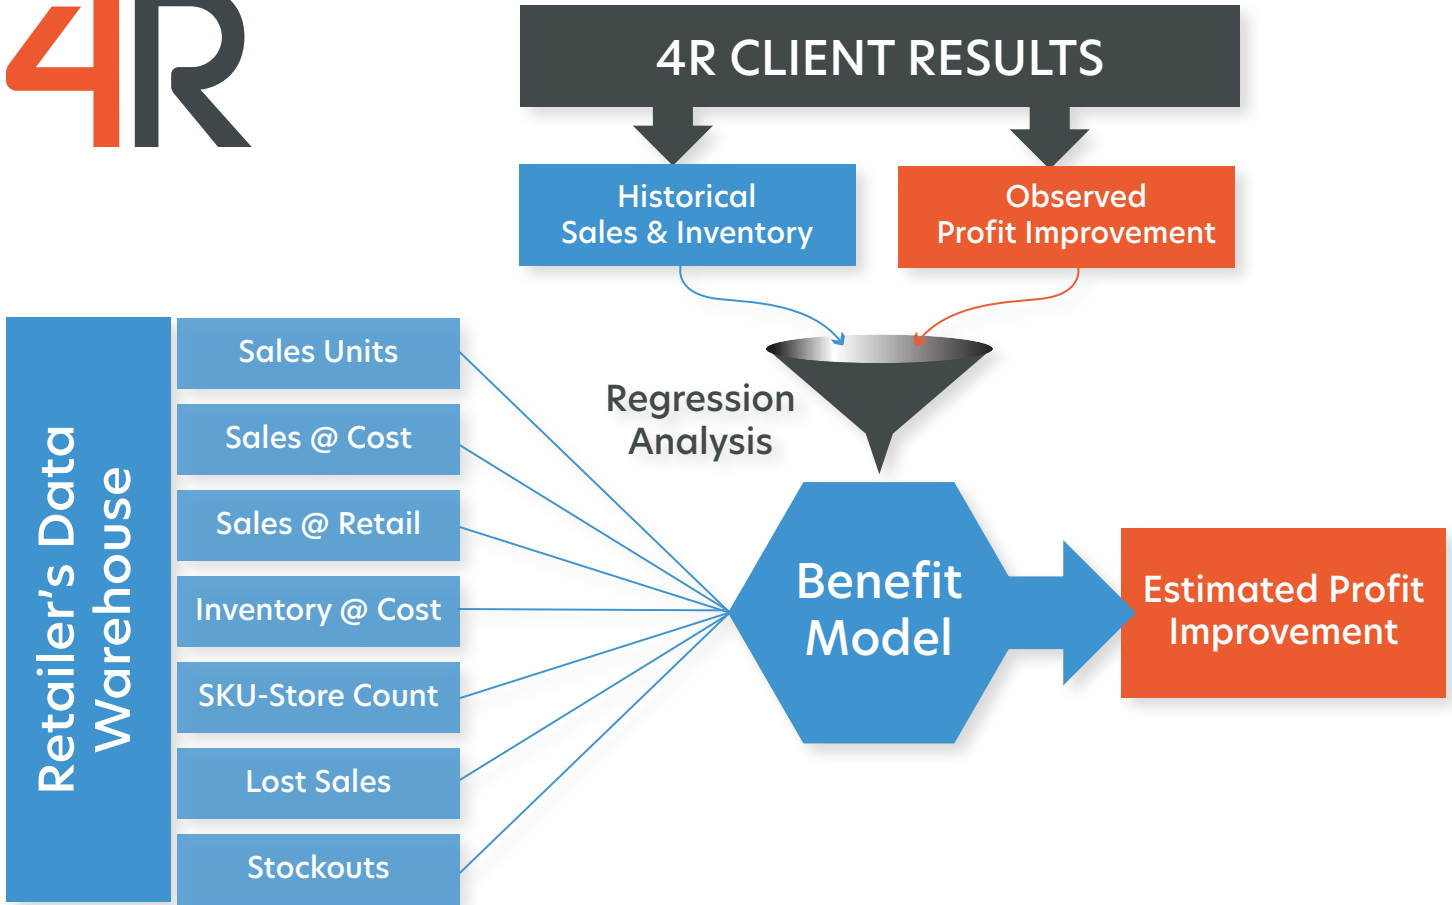 4R
4R CLIENT RESULTS
Historical
Sales & Inventory
Observed
Profit Improvement
Regression
Analysis
Retailer's Data
Warehouse
Sales Units
Sales @ Cost
Sales @ Retail
Inventory @ Cost
SKU-Store Count
Lost Sales
Stockouts
Benefit
Model
Estimated Profit
Improvement